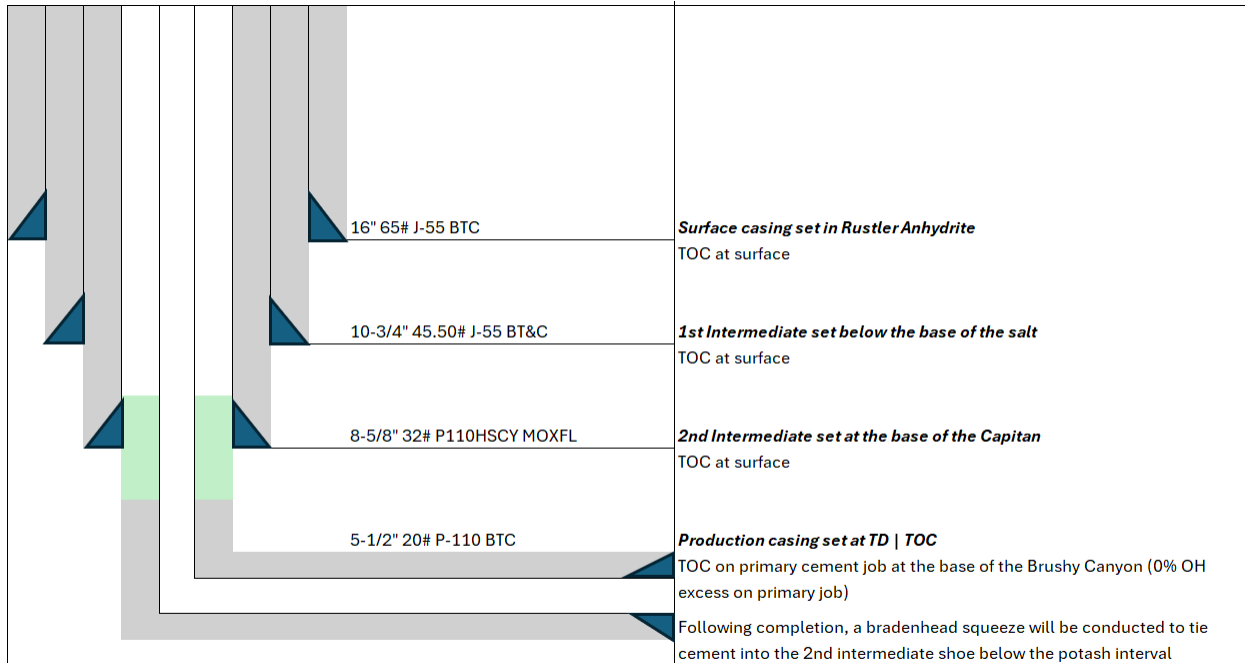 16" 65# J-55 BTC
Surface casing set in Rustler Anhydrite
TOC at surface
10-3/4" 45.50# J-55 BT&C
1st Intermediate set below the base of the salt
TOC at surface
8-5/8" 32# P110HSCY MOXFL
2nd Intermediate set at the base of the Capitan
TOC at surface
5-1/2" 20# P-110 BTC
Production casing set at TD | TOC
TOC on primary cement job at the base of the Brushy Canyon (0% OH
excess on primary job)
Following completion, a bradenhead squeeze will be conducted to tie
cement into the 2nd intermediate shoe below the potash interval